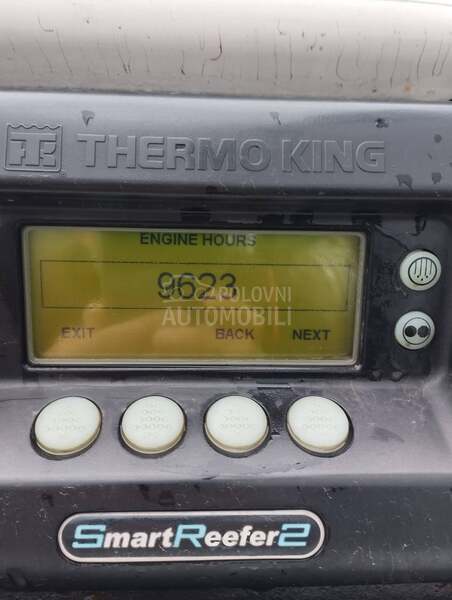 THERMO KING
ENGINE HOURS
9623
POLOVNI
AUTOMOBILI
EXIT BACK NEXT
SmartReefer2